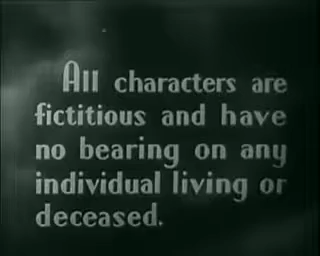 All characters are
fictitious and have
no bearing on any
individual living or
deceased.